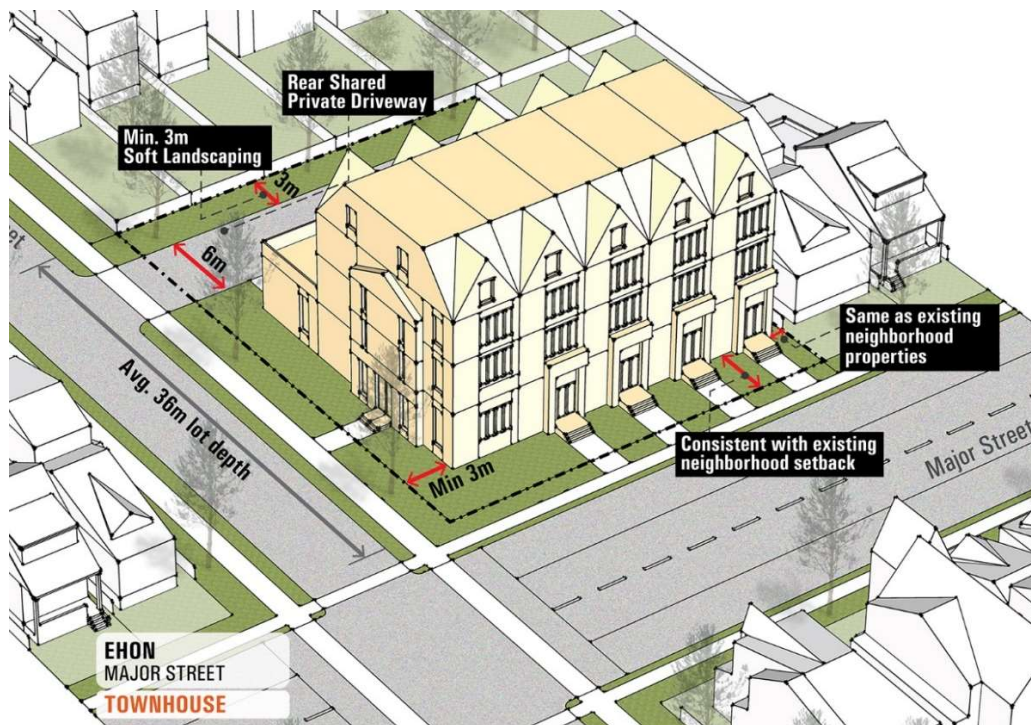 Rear Shared
Private Driveway
Min. 3m
Soft Landscaping
3m
6m
et
Avg. 36m lot depth
Same as existing
neighborhood
properties
Consistent with existing
neighborhood setback
Major Street
Min 3m
EHON
MAJOR STREET
TOWNHOUSE